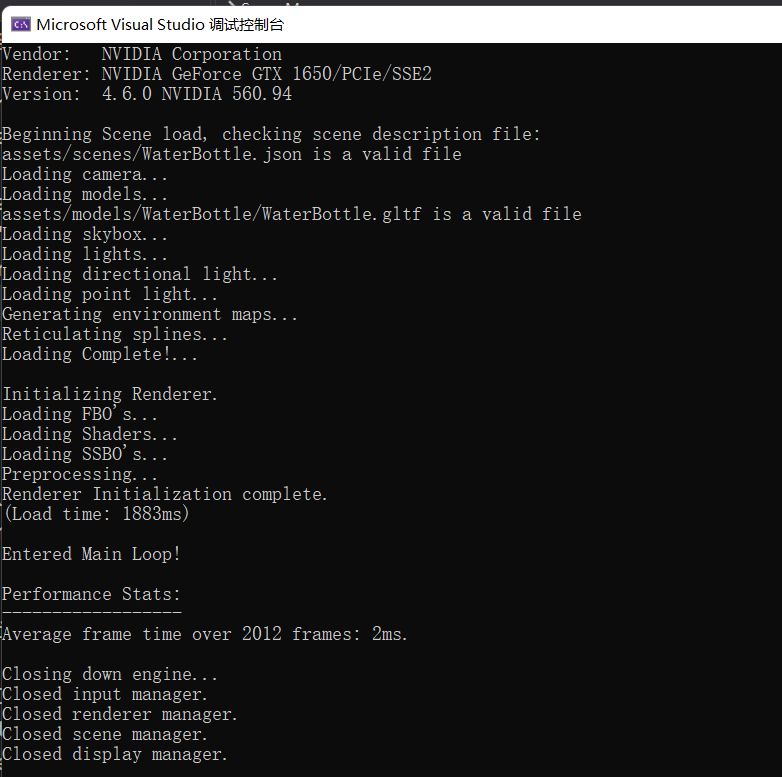 Microsoft Visual Studio 调试控制台
Vendor:   NVIDIA Corporation
Renderer: NVIDIA GeForce GTX 1650/PCIe/SSE2
Version:  4.6.0 NVIDIA 560.94
Beginning Scene load, checking scene description file:
assets/scenes/WaterBottle.json is a valid file
Loading camera...
Loading models...
assets/models/WaterBottle/WaterBottle.gltf is a valid file
Loading skybox...
Loading lights...
Loading directional light...
Loading point light...
Generating environment maps...
Reticulating splines...
Loading Complete!...
Initializing Renderer.
Loading FBO's...
Loading Shaders...
Loading SSBO's...
Preprocessing...
Renderer Initialization complete.
(Load time: 1883ms)
Entered Main Loop!
Performance Stats:
------------------
Average frame time over 2012 frames: 2ms.
Closing down engine...
Closed input manager.
Closed renderer manager.
Closed scene manager.
Closed display manager.